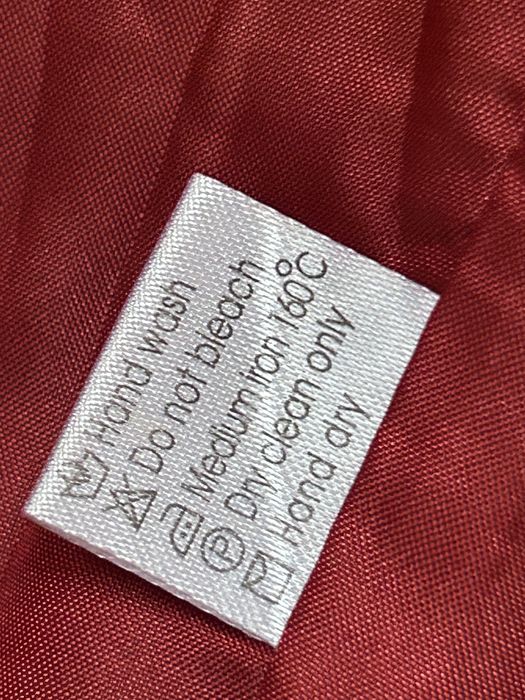 Hand wash
Do not bleach
Medium iron 160°C
P Dry clean only
Hand dry